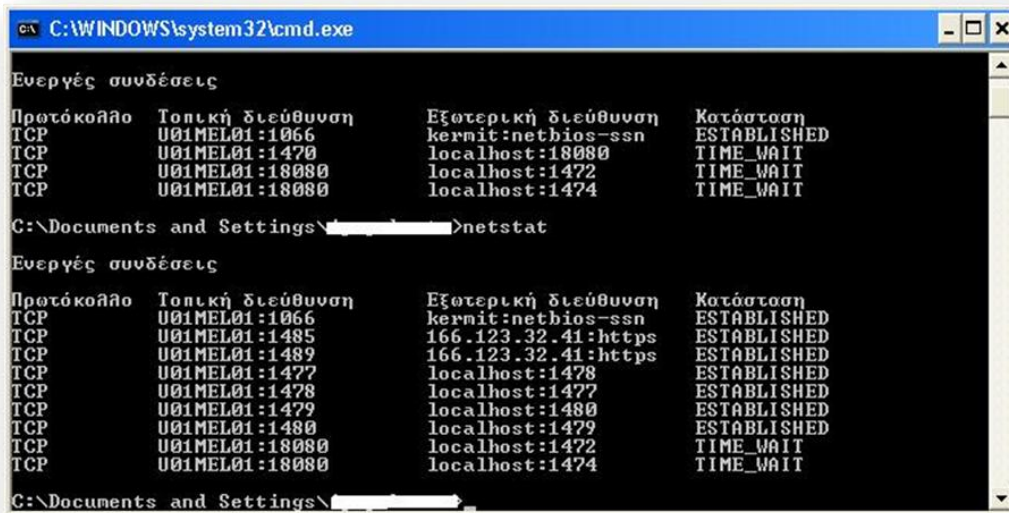 C:\WINDOWS\system32\cmd.exe
Ενεργές συνδέσεις
Πρωτόκολλο Τοπική διεύθυνση Εξωτερική διεύθυνση Κατάσταση
TCP U01MEL01:1066 kermit:netbios-ssn ESTABLISHED
TCP U01MEL01:1470 localhost:18080 TIME_WAIT
TCP U01MEL01:18080 localhost:1472 TIME_WAIT
TCP U01MEL01:18080 localhost:1474 TIME_WAIT
C:\Documents and Settings\ >netstat
Ενεργές συνδέσεις
Πρωτόκολλο Τοπική διεύθυνση Εξωτερική διεύθυνση Κατάσταση
TCP U01MEL01:1066 kermit:netbios-ssn ESTABLISHED
TCP U01MEL01:1485 166.123.32.41:https ESTABLISHED
TCP U01MEL01:1489 166.123.32.41:https ESTABLISHED
TCP U01MEL01:1477 localhost:1478 ESTABLISHED
TCP U01MEL01:1478 localhost:1477 ESTABLISHED
TCP U01MEL01:1479 localhost:1480 ESTABLISHED
TCP U01MEL01:1480 localhost:1479 ESTABLISHED
TCP U01MEL01:18080 localhost:1472 TIME_WAIT
TCP U01MEL01:18080 localhost:1474 TIME_WAIT
C:\Documents and Settings\ >_